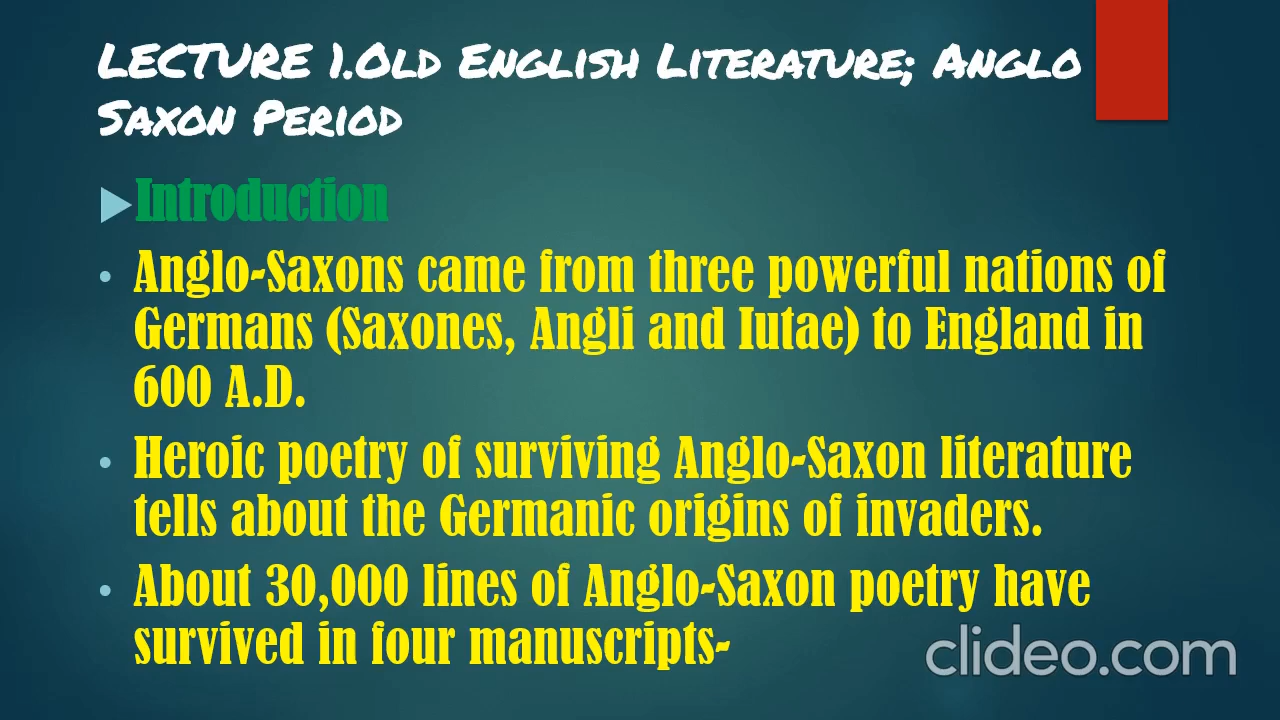 LECTURE 1.Old English Literature; Anglo
Saxon Period
Introduction
Anglo-Saxons came from three powerful nations of
Germans (Saxones, Angli and Iutae) to England in
600 A.D.
Heroic poetry of surviving Anglo-Saxon literature
tells about the Germanic origins of invaders.
About 30,000 lines of Anglo-Saxon poetry have
survived in four manuscripts-
clideo.com